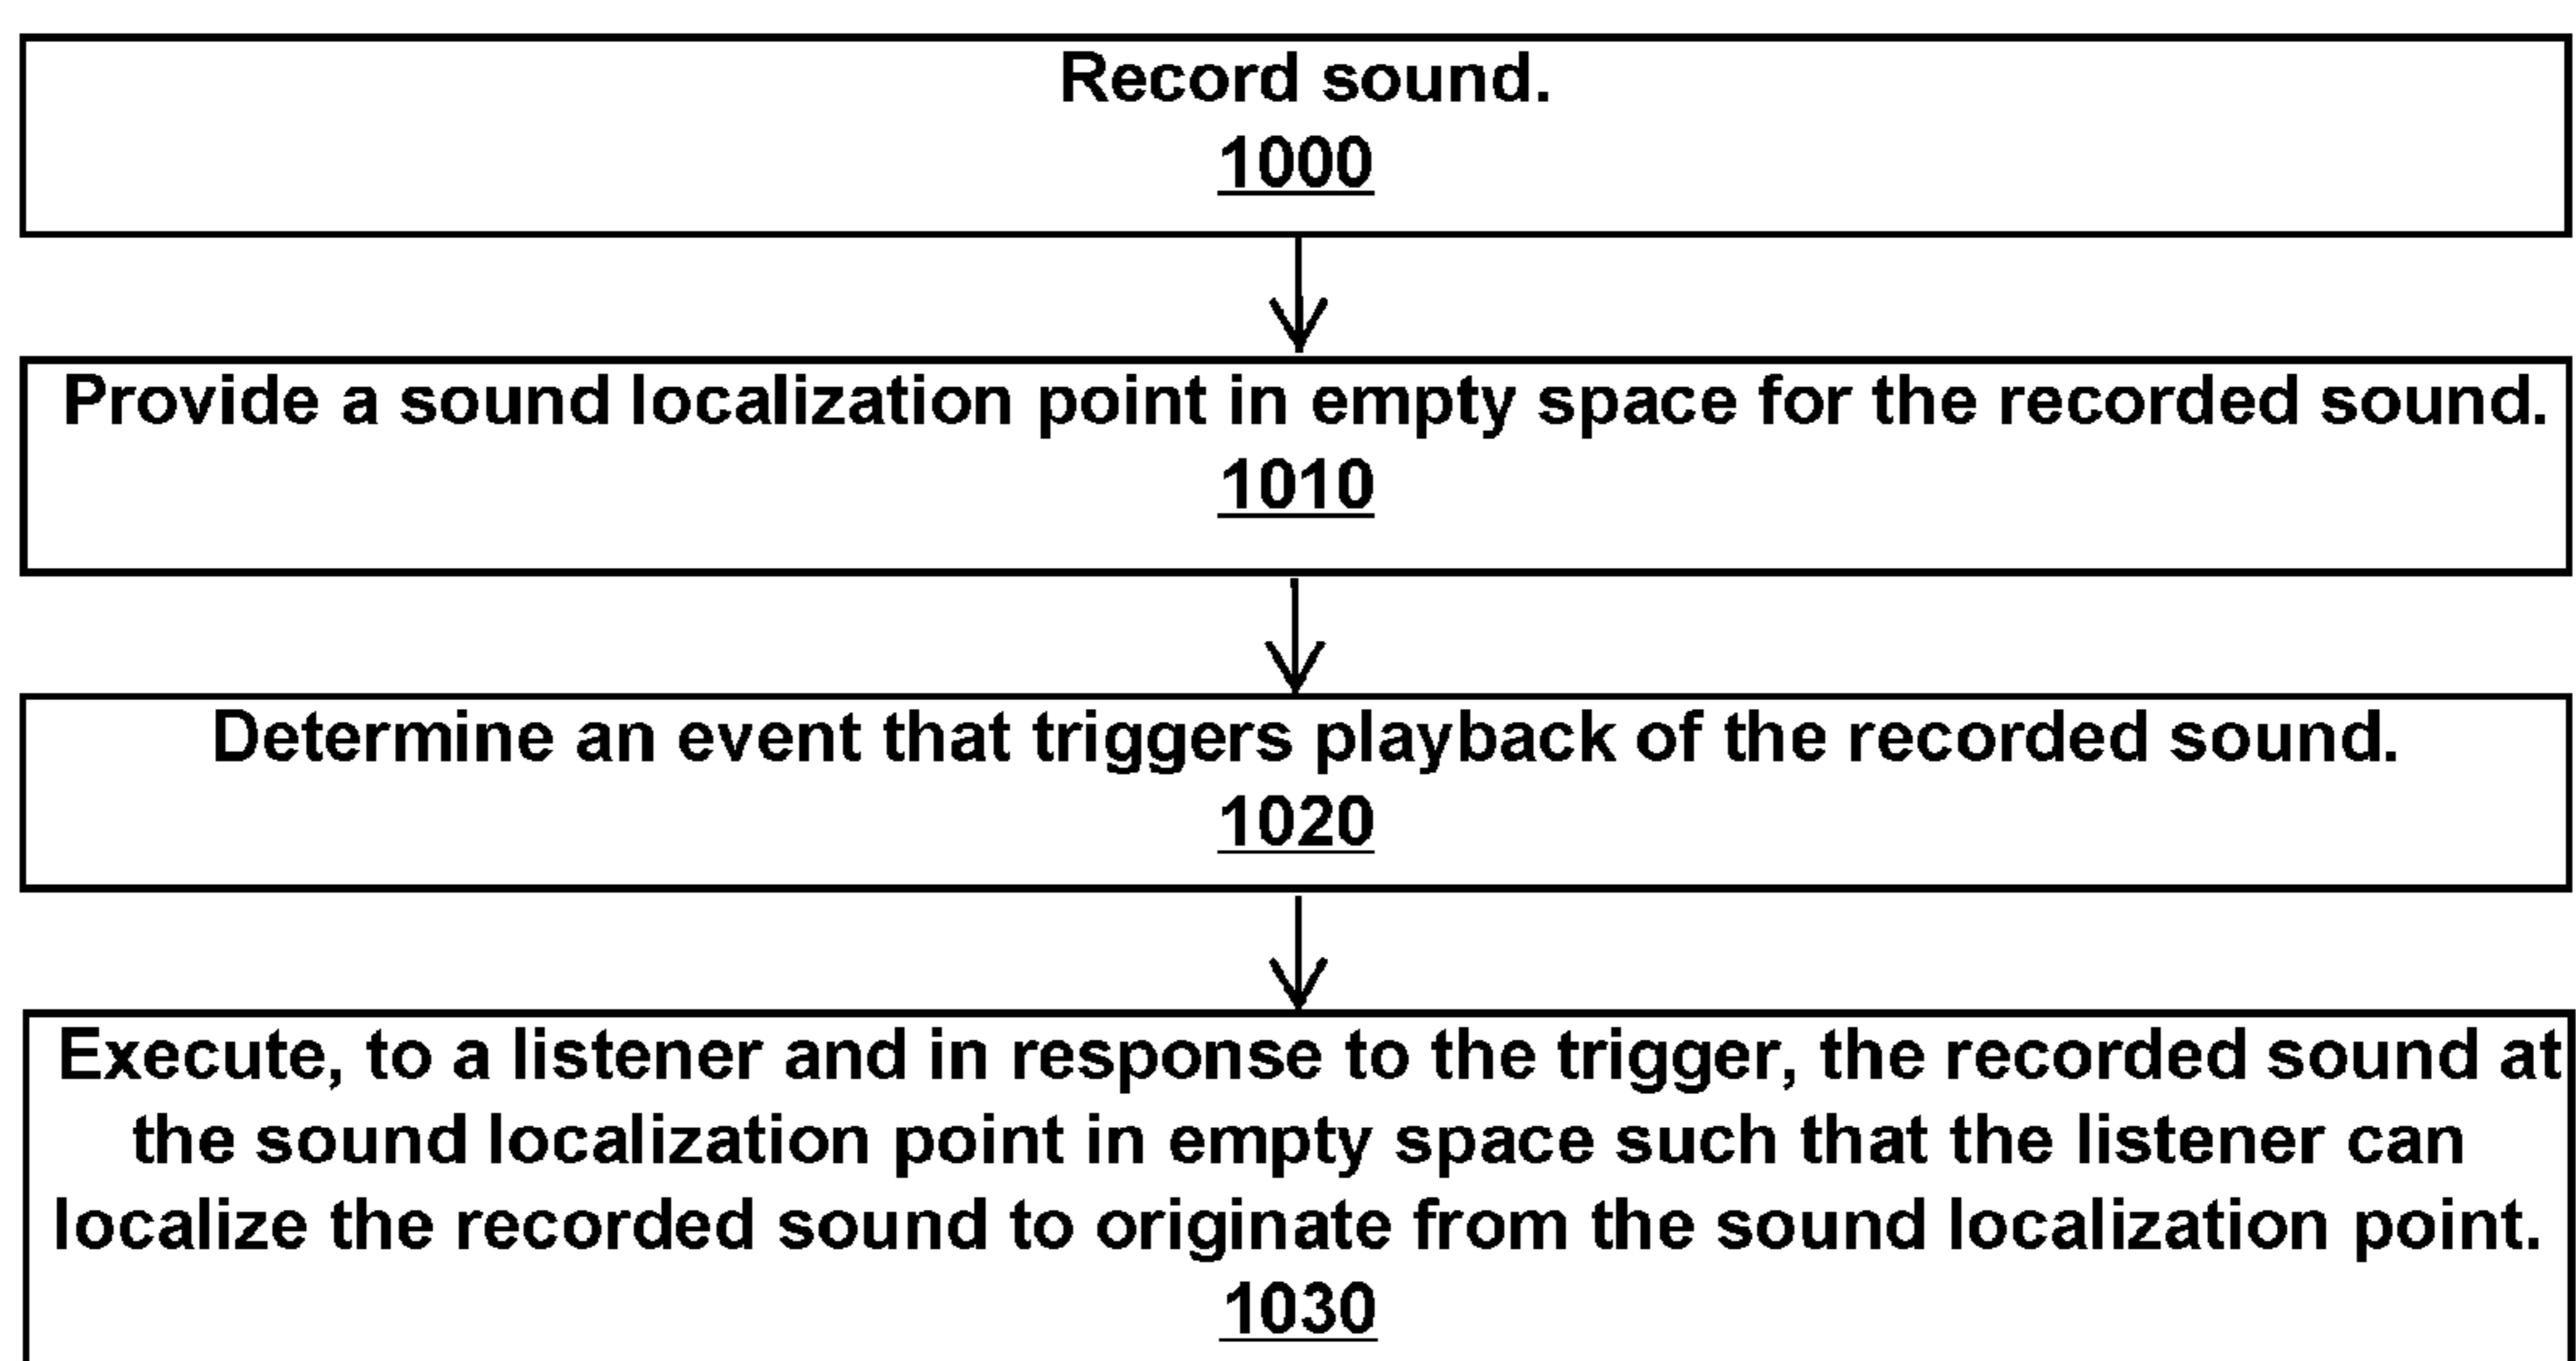 Record sound.
1000
Provide a sound localization point in empty space for the recorded sound.
1010
Determine an event that triggers playback of the recorded sound.
1020
Execute, to a listener and in response to the trigger, the recorded sound at
the sound localization point in empty space such that the listener can
localize the recorded sound to originate from the sound localization point.
1030